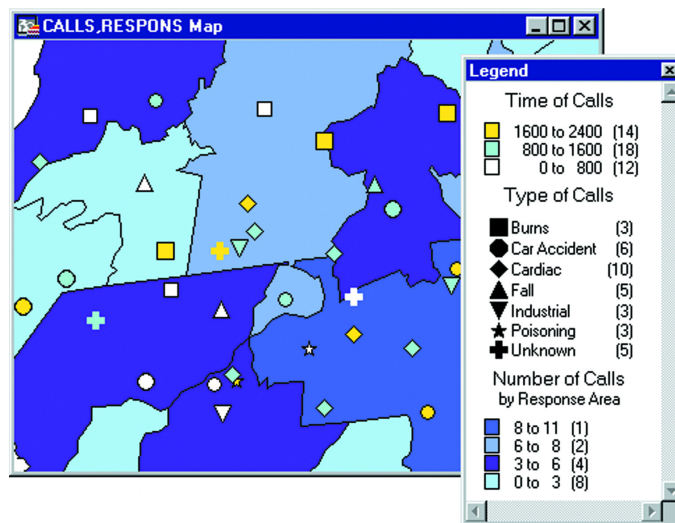 CALLS,RESPONS Map
Legend
Time of Calls
1600 to 2400 (14)
800 to 1600 (18)
0 to 800 (12)
Type of Calls
Burns (3)
Car Accident (6)
Cardiac (10)
Fall (5)
Industrial (3)
Poisoning (3)
Unknown (5)
Number of Calls
by Response Area
8 to 11 (1)
6 to 8 (2)
3 to 6 (4)
0 to 3 (8)